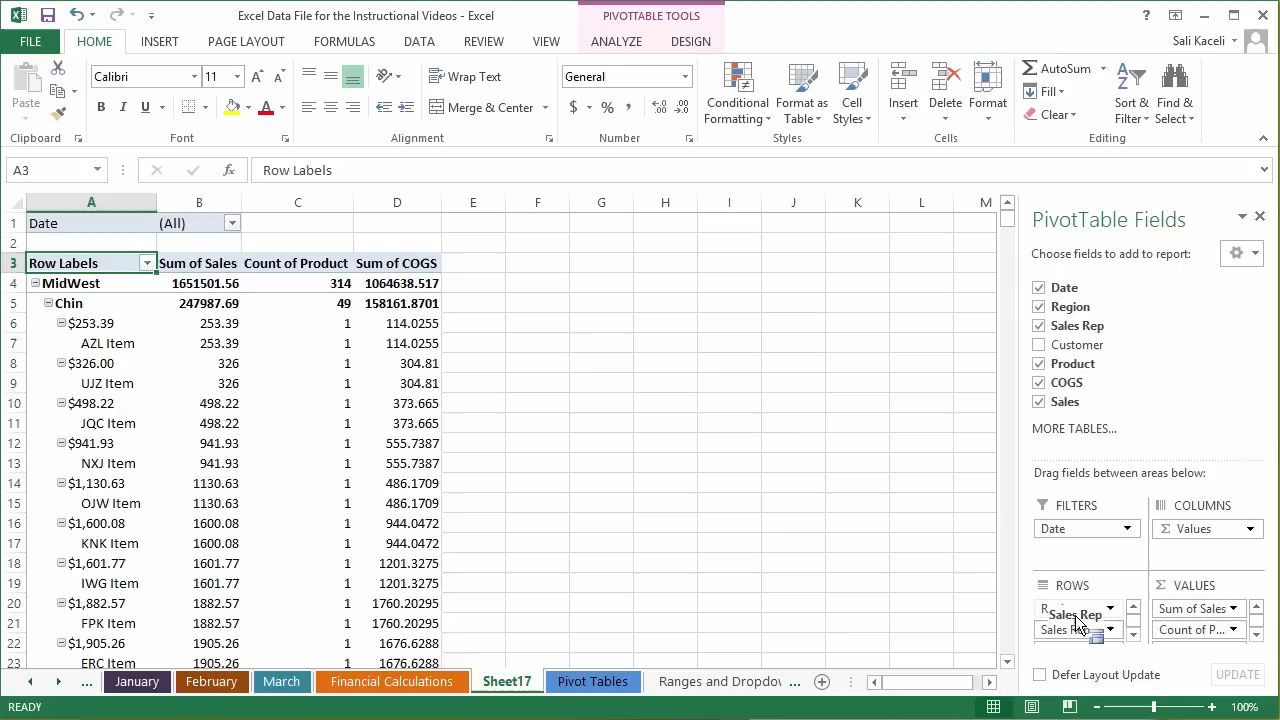 Excel Data File for the Instructional Videos - Excel
PIVOTTABLE TOOLS
?
FILE HOME INSERT PAGE LAYOUT FORMULAS DATA REVIEW VIEW ANALYZE DESIGN Sali Kaceli
Paste
Clipboard
Calibri 11
B I U
Font
Wrap Text
Merge & Center
Alignment
General
$ % ,
Number
Conditional Formatting
Format as Table
Cell Styles
Styles
Insert Delete Format
Cells
AutoSum
Fill
Clear
Sort & Filter
Find & Select
Editing
A3 fx Row Labels
A B C D E F G H I J K L M
1 Date (All)
2
3 Row Labels Sum of Sales Count of Product Sum of COGS
4 MidWest 1651501.56 314 1064638.517
5 Chin 247987.69 49 158161.8701
6 $253.39 253.39 1 114.0255
7 AZL Item 253.39 1 114.0255
8 $326.00 326 1 304.81
9 UJZ Item 326 1 304.81
10 $498.22 498.22 1 373.665
11 JQC Item 498.22 1 373.665
12 $941.93 941.93 1 555.7387
13 NXJ Item 941.93 1 555.7387
14 $1,130.63 1130.63 1 486.1709
15 OJW Item 1130.63 1 486.1709
16 $1,600.08 1600.08 1 944.0472
17 KNK Item 1600.08 1 944.0472
18 $1,601.77 1601.77 1 1201.3275
19 IWG Item 1601.77 1 1201.3275
20 $1,882.57 1882.57 1 1760.20295
21 FPK Item 1882.57 1 1760.20295
22 $1,905.26 1905.26 1 1676.6288
23 ERC Item 1905.26 1 1676.6288
PivotTable Fields
Choose fields to add to report:
Date
Region
Sales Rep
Customer
Product
COGS
Sales
MORE TABLES...
Drag fields between areas below:
FILTERS
Date
COLUMNS
Σ Values
ROWS
Sales Rep
Sales
Σ VALUES
Sum of Sales
Count of P...
Defer Layout Update UPDATE
... January February March Financial Calculations Sheet17 Pivot Tables Ranges and Dropdov ...
READY 100%